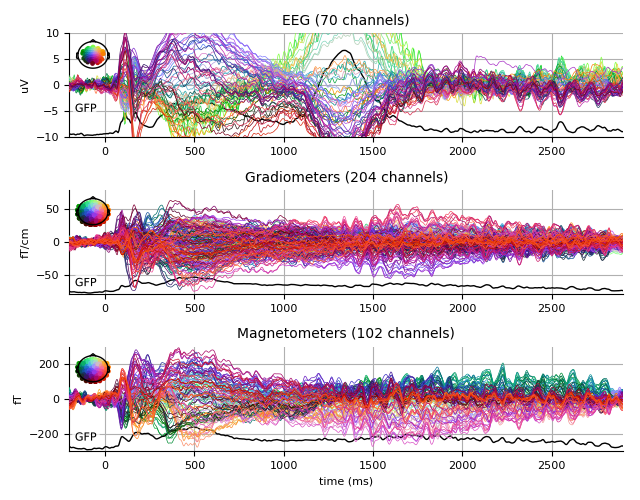 EEG (70 channels)
10
5
0
−5
−10
uV
GFP
0
500
1000
1500
2000
2500
Gradiometers (204 channels)
50
0
−50
fT/cm
GFP
0
500
1000
1500
2000
2500
Magnetometers (102 channels)
200
0
−200
fT
GFP
0
500
1000
1500
2000
2500
time (ms)